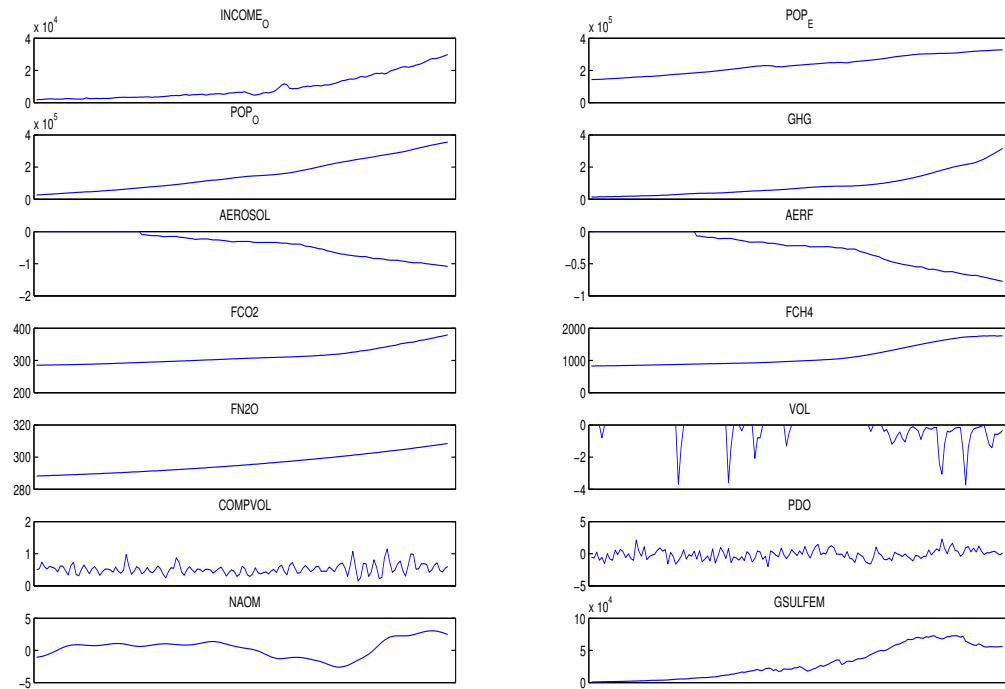 INCOME_O
x 10^4
4
2
0
POP_E
x 10^5
4
2
0
POP_O
x 10^5
4
2
0
GHG
4
2
0
AEROSOL
0
−1
−2
AERF
0
−0.5
−1
FCO2
400
300
200
FCH4
2000
1000
0
FN2O
320
300
280
VOL
0
−2
−4
COMPVOL
2
1
0
PDO
5
0
−5
NAOM
5
0
−5
GSULFEM
x 10^4
10
5
0